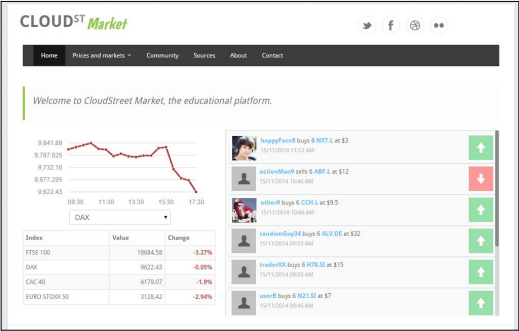 CLOUDST Market
Home Prices and markets Community Sources About Contact
Welcome to CloudStreet Market, the educational platform.
9,841.89
9,787.025
9,732.16
9,677.295
9,622.43
09:30 11:30 13:30 15:30 17:30
DAX
Index Value Change
FTSE 100 18684.58 -3.27%
DAX 9622.43 -0.05%
CAC 40 4179.07 -1.9%
EURO STOXX 50 3128.42 -2.94%
happyFace8 buys 6 NXT.L at $3
15/11/2014 11:12 AM
actionMan9 sells 6 ABF.L at $12
15/11/2014 10:46 AM
other9 buys 6 CCH.L at $9.5
15/11/2014 10:46 AM
randomGuy34 buys 6 ALV.DE at $32
15/11/2014 09:55 AM
traderXX buys 6 H78.SI at $15
15/11/2014 09:50 AM
userB buys 6 N21.SI at $7
15/11/2014 09:46 AM